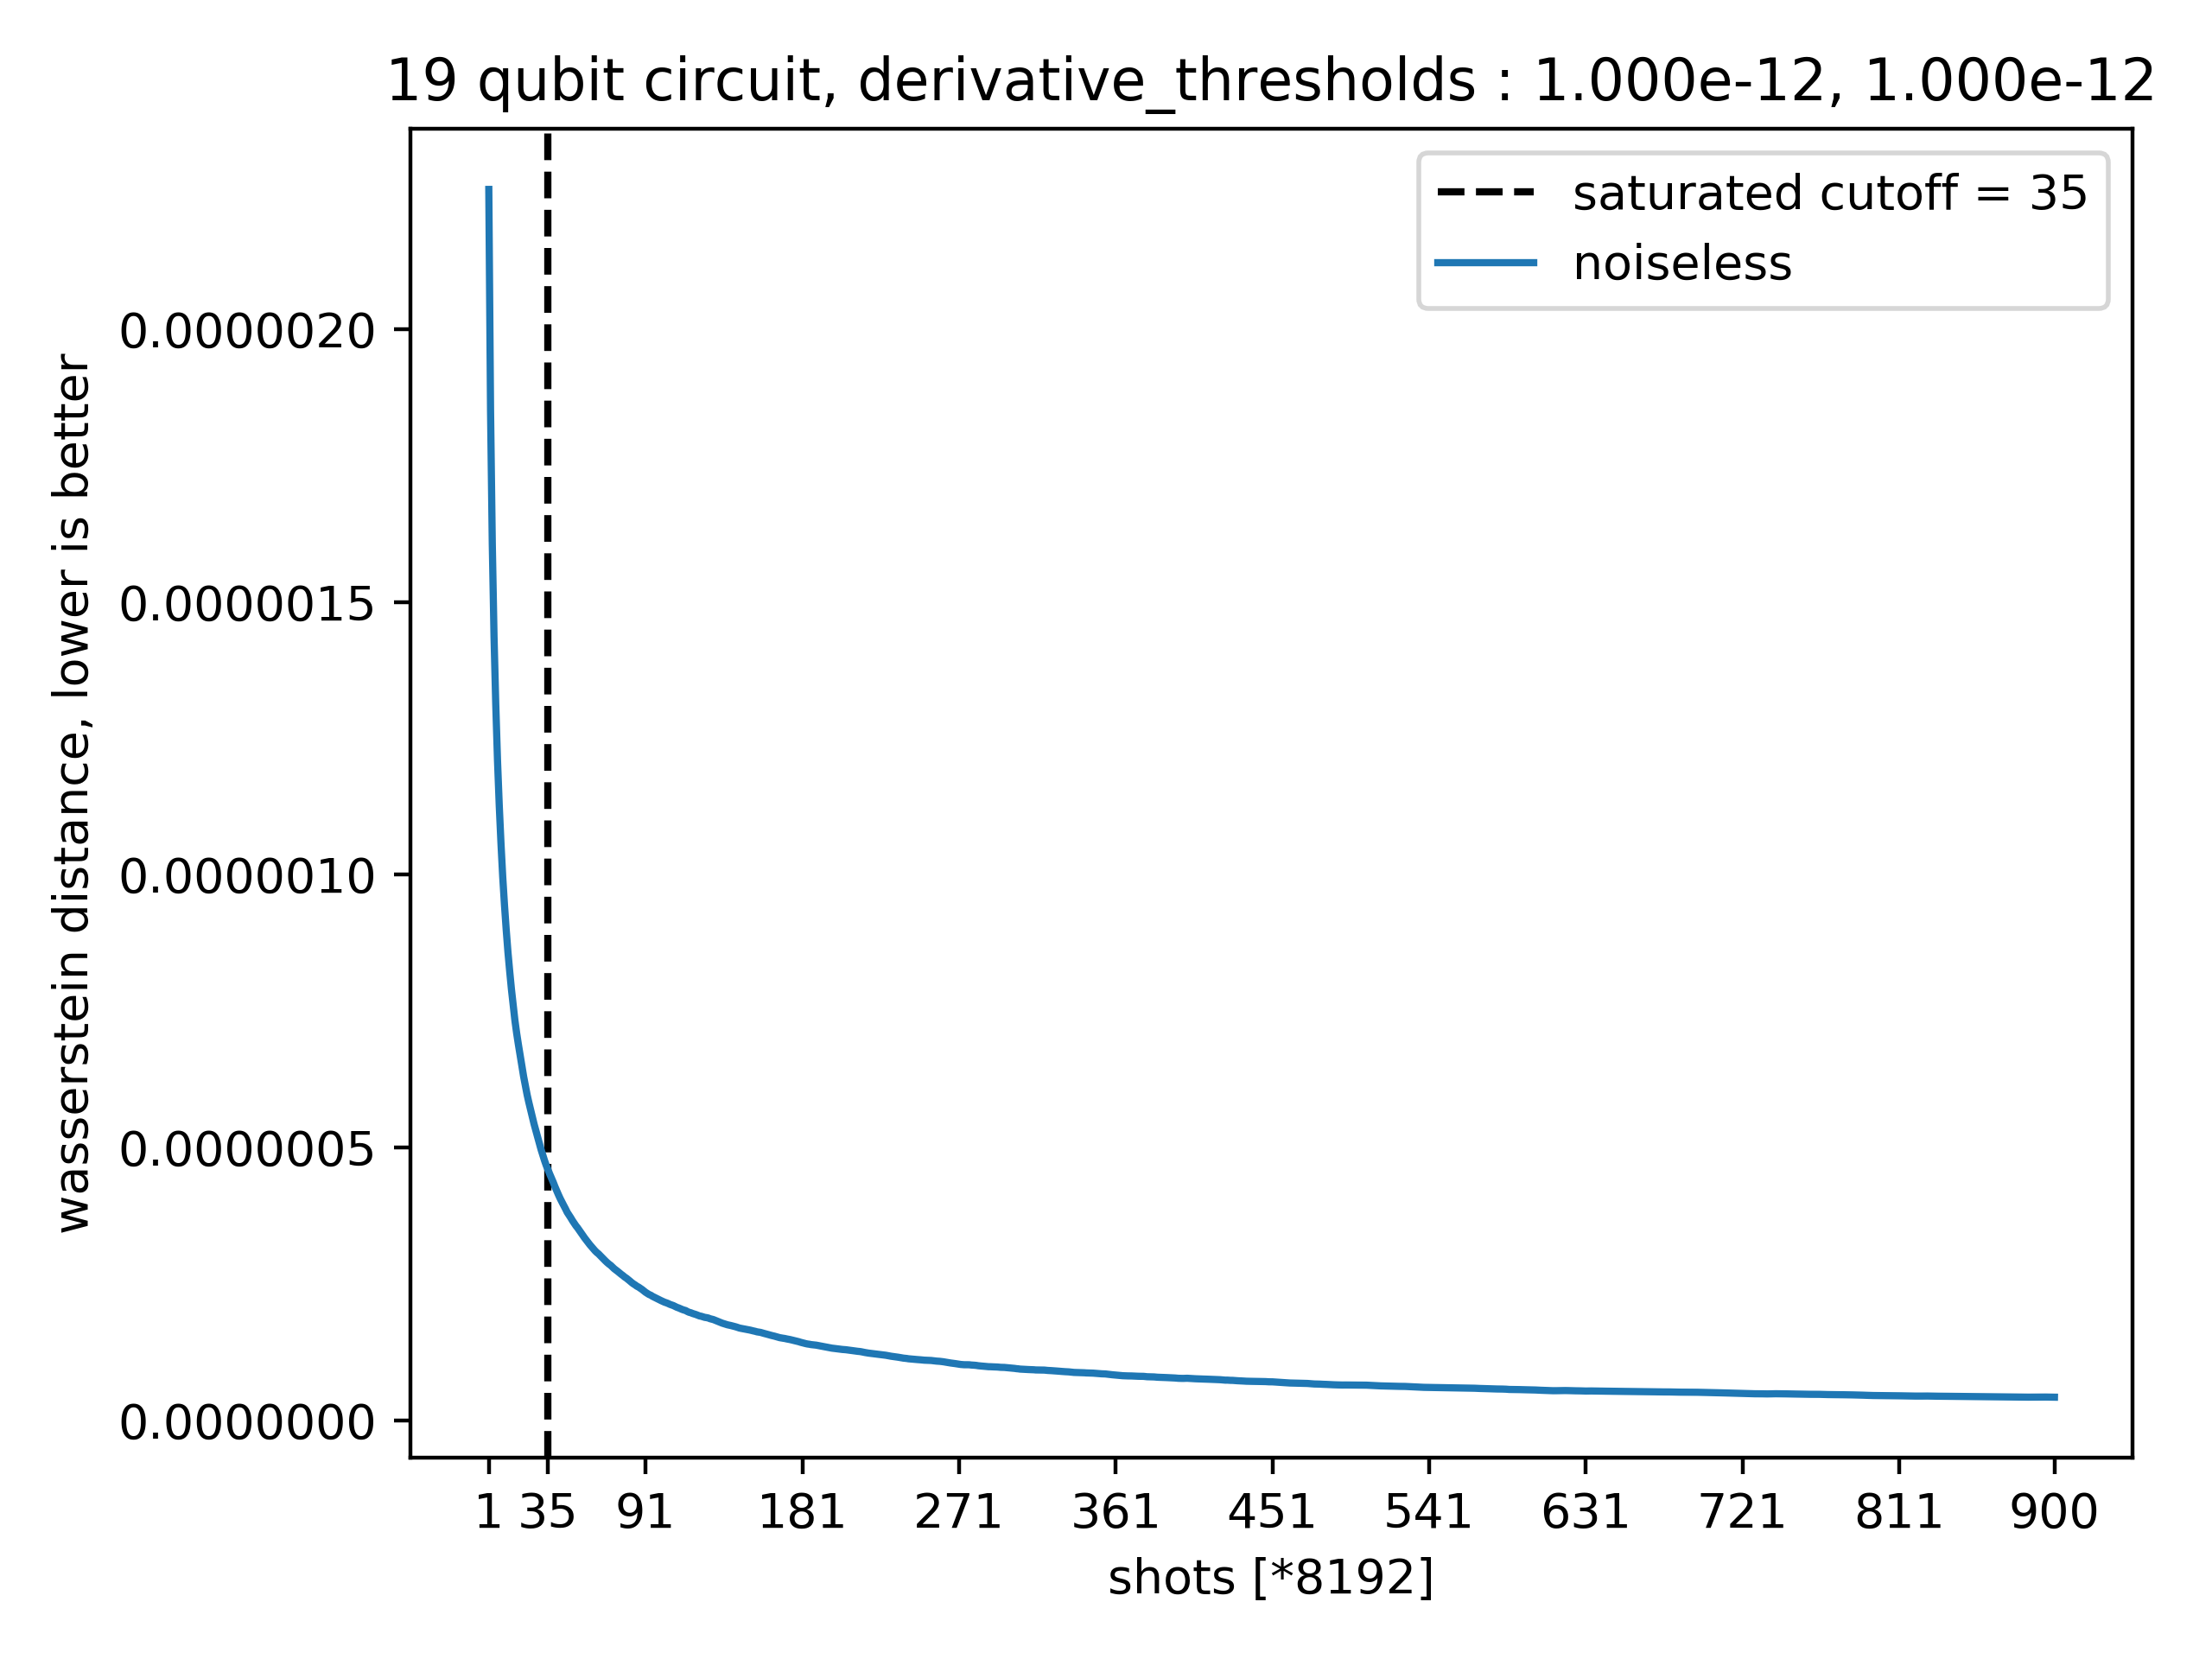 19 qubit circuit, derivative_thresholds : 1.000e-12, 1.000e-12
saturated cutoff = 35
noiseless
wasserstein distance, lower is better
0.0000020
0.0000015
0.0000010
0.0000005
0.0000000
1 35 91 181 271 361 451 541 631 721 811 900
shots [*8192]